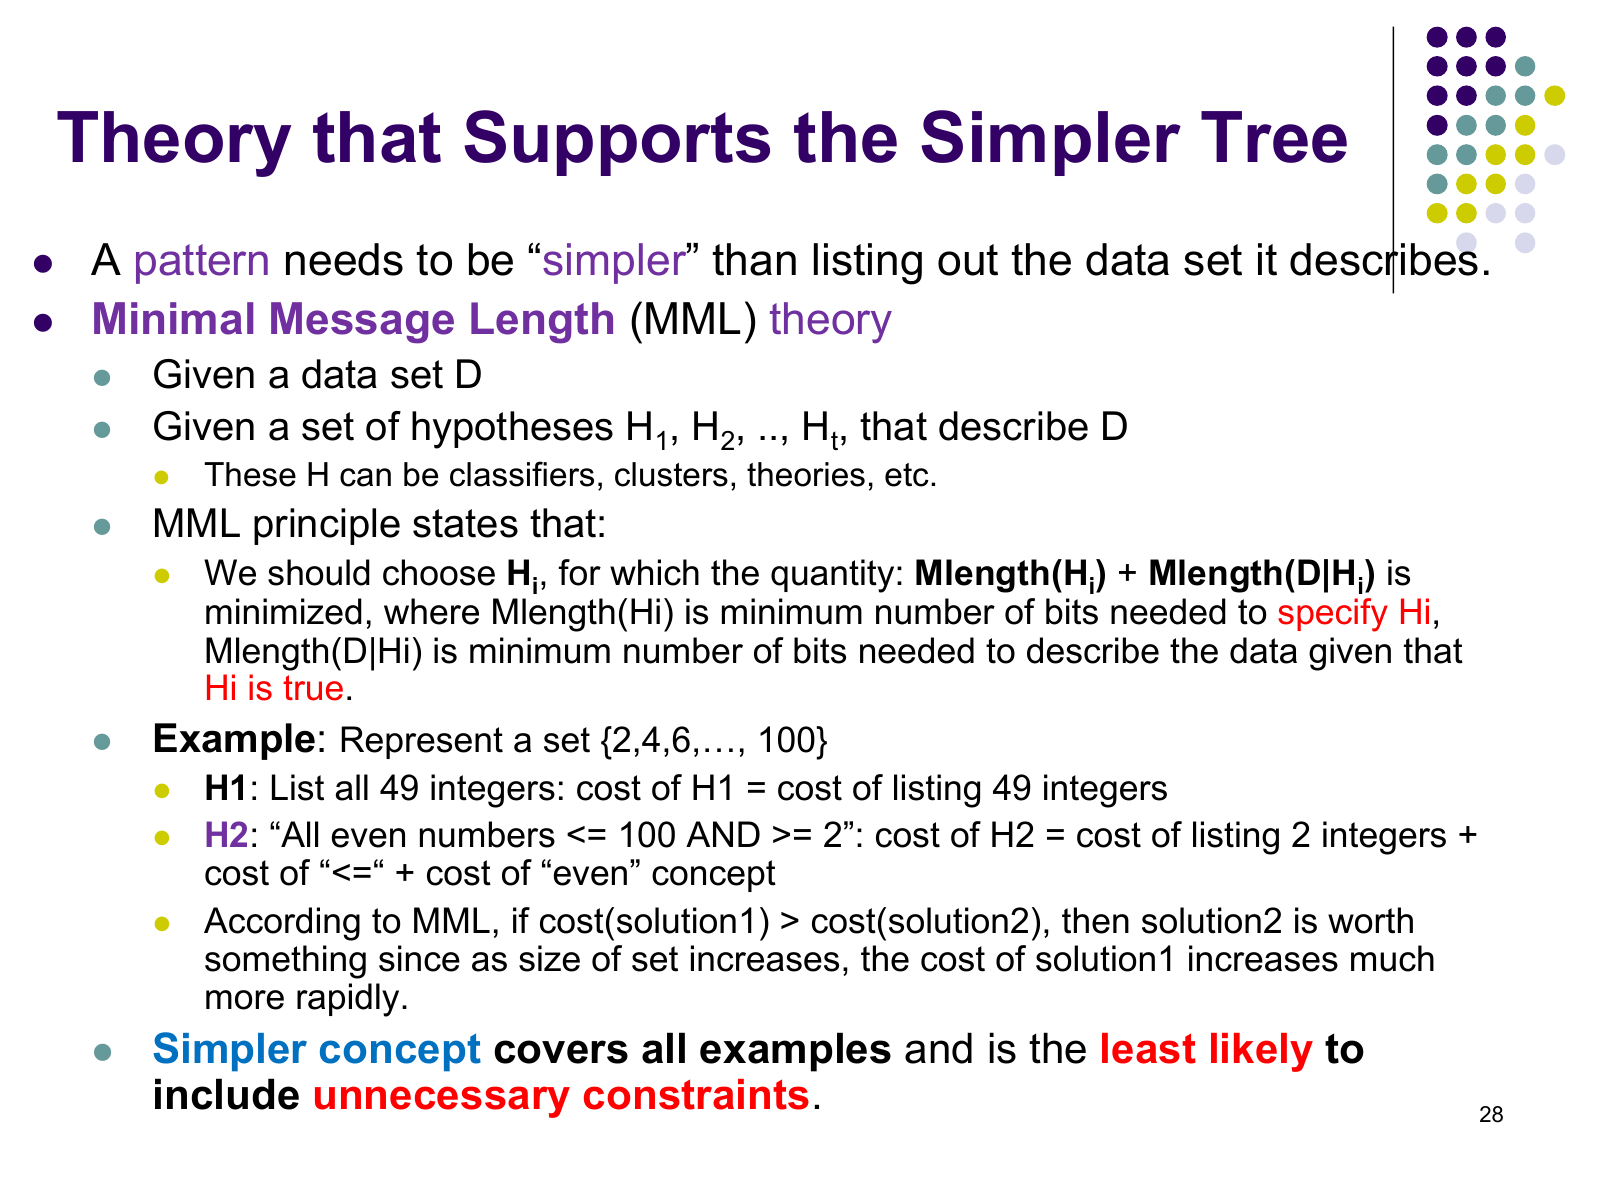 Theory that Supports the Simpler Tree
A pattern needs to be “simpler” than listing out the data set it describes.
Minimal Message Length (MML) theory
Given a data set D
Given a set of hypotheses H1, H2, .., Ht, that describe D
These H can be classifiers, clusters, theories, etc.
MML principle states that:
We should choose Hi, for which the quantity: Mlength(Hi) + Mlength(D|Hi) is
minimized, where Mlength(Hi) is minimum number of bits needed to specify Hi,
Mlength(D|Hi) is minimum number of bits needed to describe the data given that
Hi is true.
Example: Represent a set {2,4,6,…, 100}
H1: List all 49 integers: cost of H1 = cost of listing 49 integers
H2: “All even numbers <= 100 AND >= 2”: cost of H2 = cost of listing 2 integers +
cost of “<=“ + cost of “even” concept
According to MML, if cost(solution1) > cost(solution2), then solution2 is worth
something since as size of set increases, the cost of solution1 increases much
more rapidly.
Simpler concept covers all examples and is the least likely to
include unnecessary constraints.
28